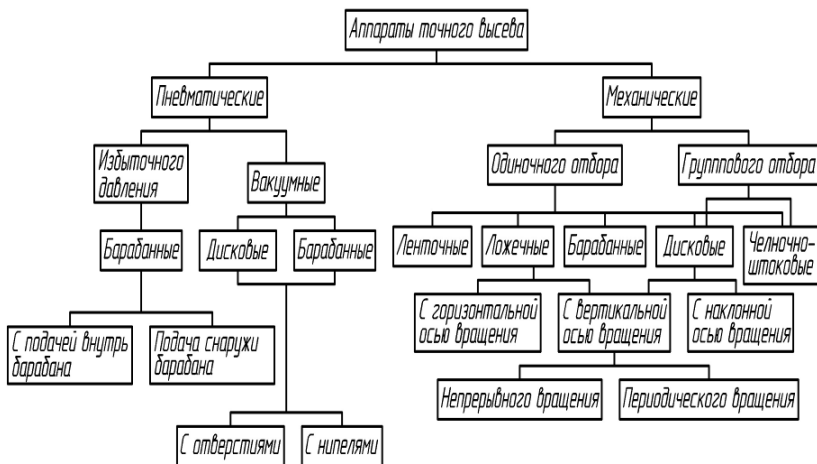 Аппараты точного высева
Пневматические
Механические
Избыточного
давления
Вакуумные
Одиночного отбора
Групппового отбора
Барабанные
Дисковые
Барабанные
Ленточные
Ложечные
Барабанные
Дисковые
Челночно-
штоковые
С подачей внутрь
барабана
Подача снаружи
барабана
С горизонтальной
осью вращения
С вертикальной
осью вращения
С наклонной
осью вращения
Непрерывного вращения
Периодического вращения
С отверстиями
С нипелями